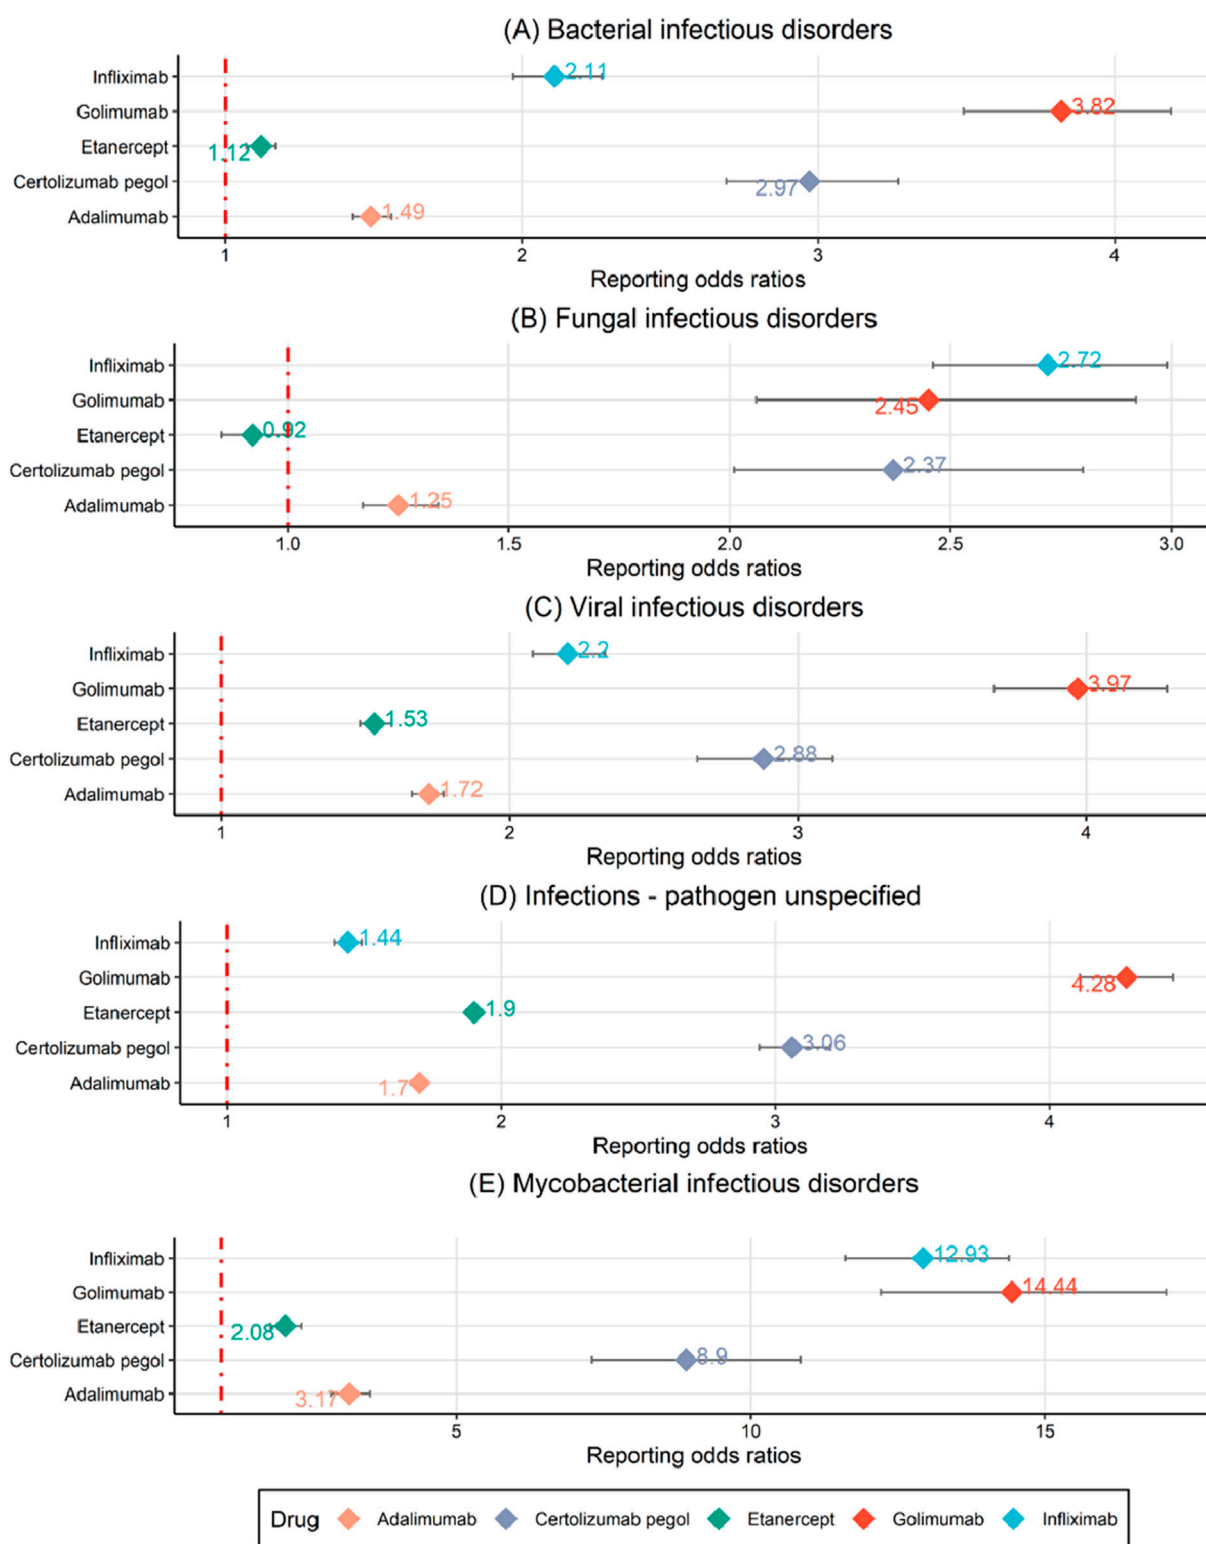 (A) Bacterial infectious disorders
Infliximab 2.11
Golimumab 3.82
Etanercept 1.12
Certolizumab pegol 2.97
Adalimumab 1.49
1 2 3 4
Reporting odds ratios
(B) Fungal infectious disorders
Infliximab 2.72
Golimumab 2.45
Etanercept 0.92
Certolizumab pegol 2.37
Adalimumab 1.25
1.0 1.5 2.0 2.5 3.0
Reporting odds ratios
(C) Viral infectious disorders
Infliximab 2.2
Golimumab 3.97
Etanercept 1.53
Certolizumab pegol 2.88
Adalimumab 1.72
1 2 3 4
Reporting odds ratios
(D) Infections - pathogen unspecified
Infliximab 1.44
Golimumab 4.28
Etanercept 1.9
Certolizumab pegol 3.06
Adalimumab 1.7
1 2 3 4
Reporting odds ratios
(E) Mycobacterial infectious disorders
Infliximab 12.93
Golimumab 14.44
Etanercept 2.08
Certolizumab pegol 8.9
Adalimumab 3.17
5 10 15
Reporting odds ratios
Drug Adalimumab Certolizumab pegol Etanercept Golimumab Infliximab